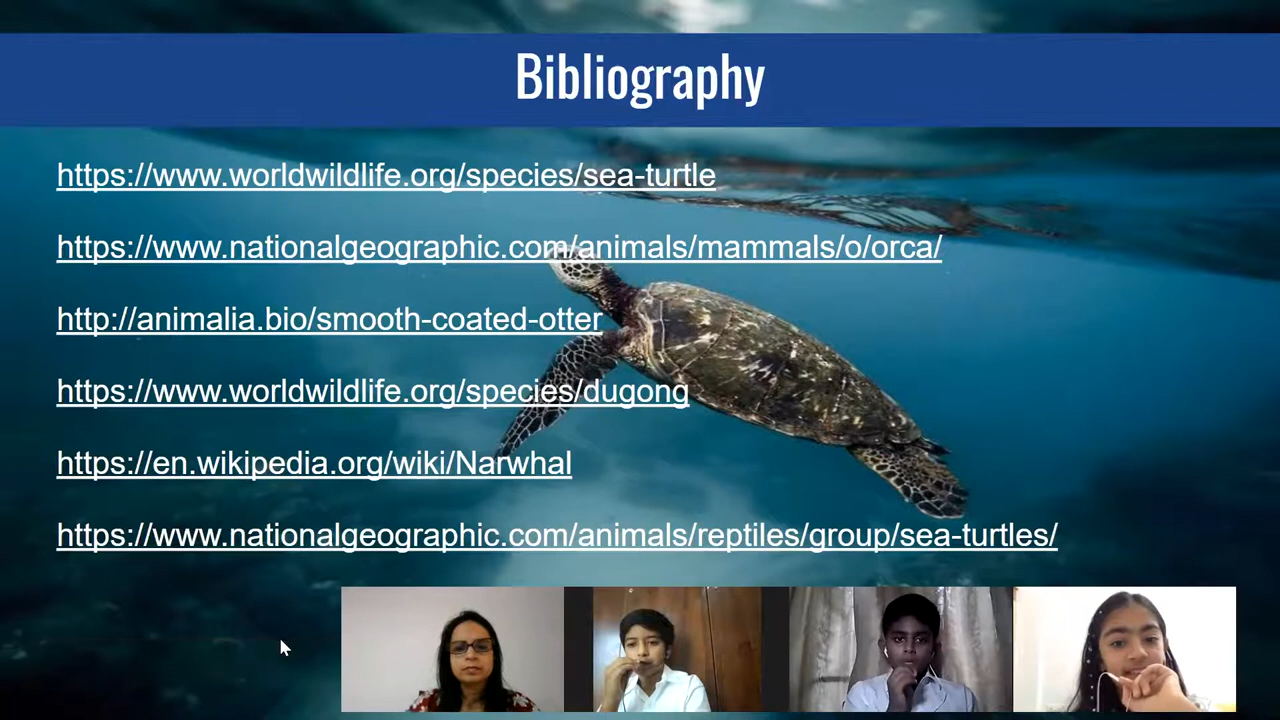 Bibliography
https://www.worldwildlife.org/species/sea-turtle
https://www.nationalgeographic.com/animals/mammals/o/orca/
http://animalia.bio/smooth-coated-otter
https://www.worldwildlife.org/species/dugong
https://en.wikipedia.org/wiki/Narwhal
https://www.nationalgeographic.com/animals/reptiles/group/sea-turtles/